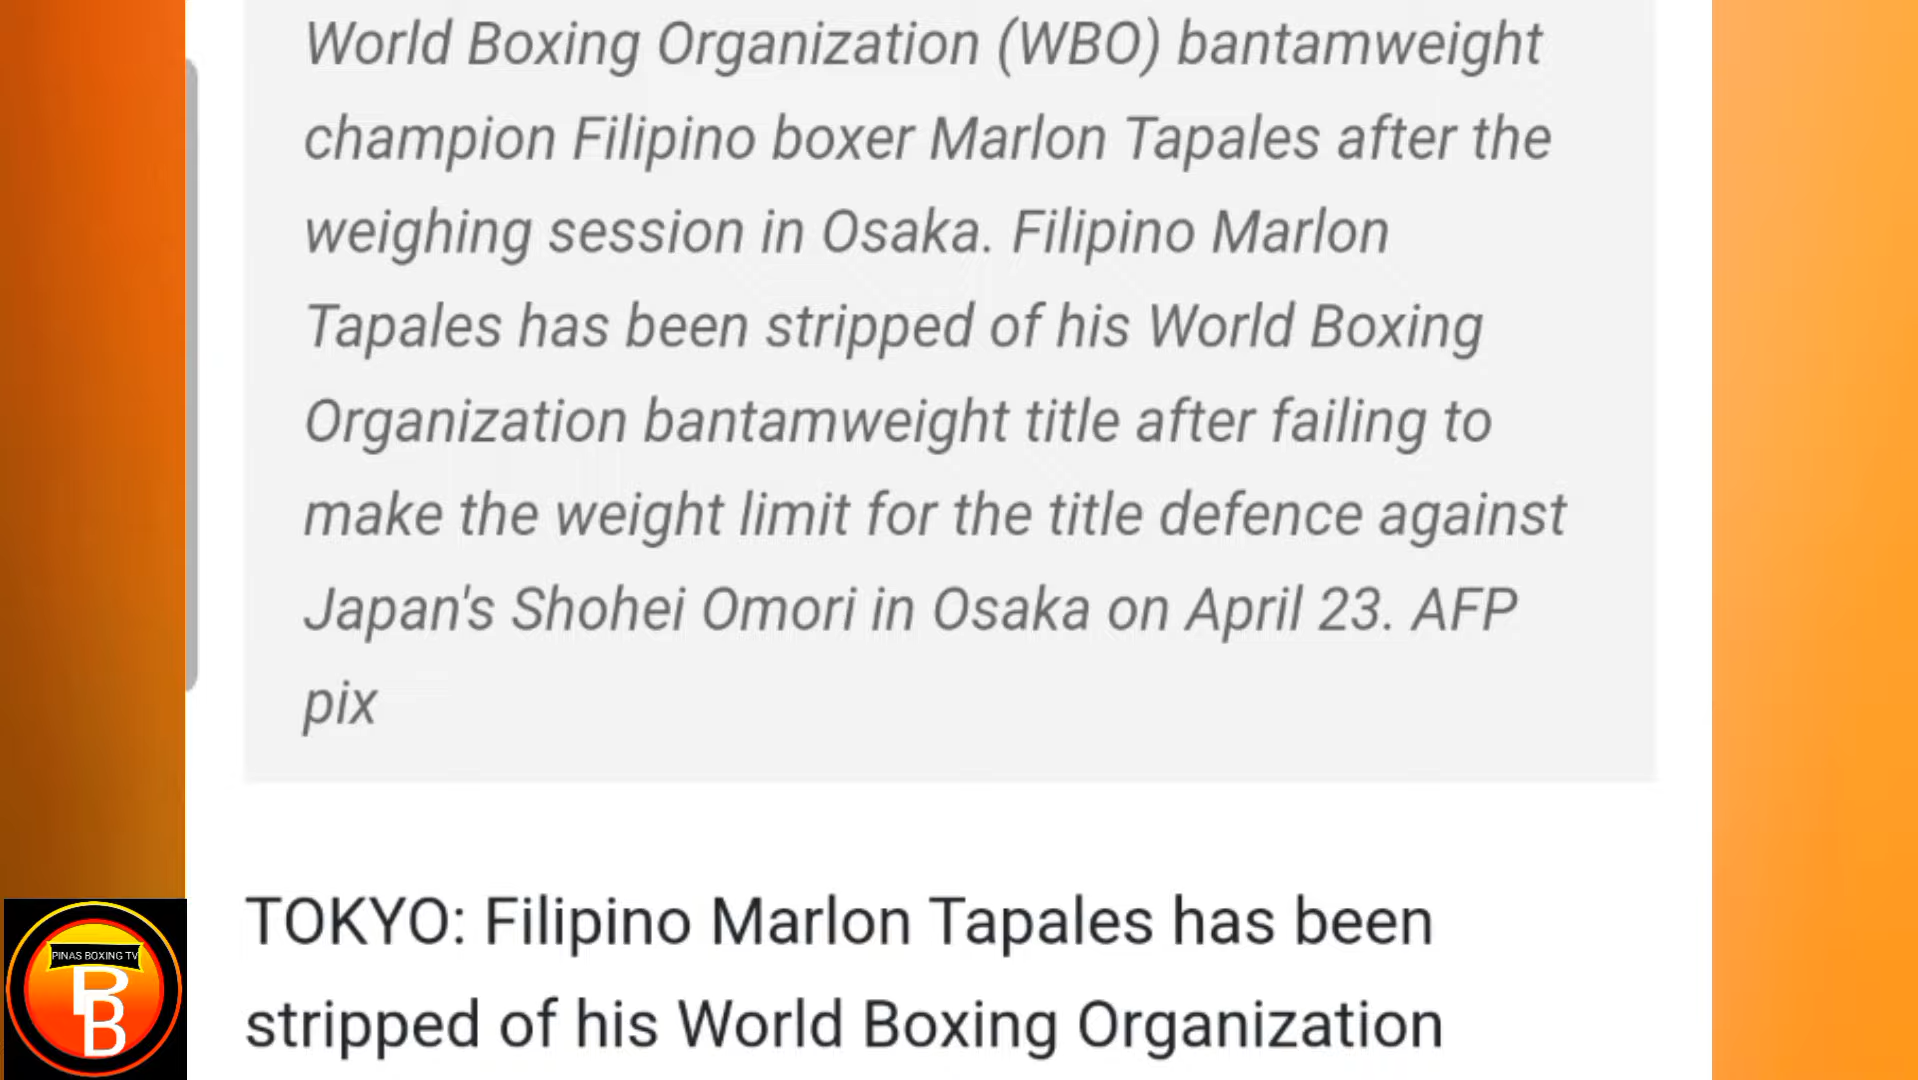 World Boxing Organization (WBO) bantamweight
champion Filipino boxer Marlon Tapales after the
weighing session in Osaka. Filipino Marlon
Tapales has been stripped of his World Boxing
Organization bantamweight title after failing to
make the weight limit for the title defence against
Japan's Shohei Omori in Osaka on April 23. AFP
pix
TOKYO: Filipino Marlon Tapales has been
stripped of his World Boxing Organization
PINAS BOXING TV
PB